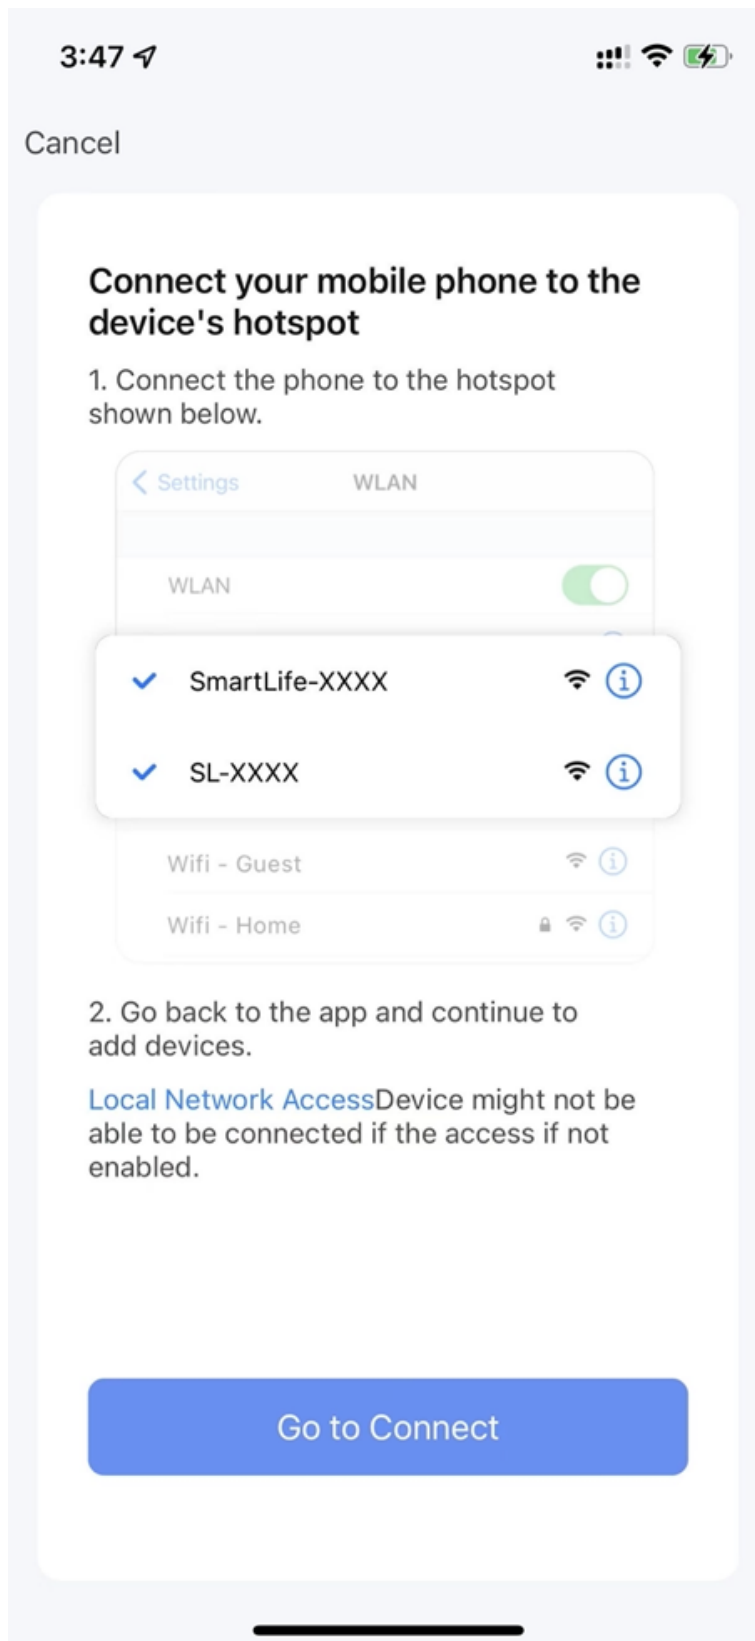 3:47
Cancel
Connect your mobile phone to the
device's hotspot
1. Connect the phone to the hotspot
shown below.
Settings WLAN
WLAN
SmartLife-XXXX
SL-XXXX
Wifi - Guest
Wifi - Home
2. Go back to the app and continue to
add devices.
Local Network AccessDevice might not be
able to be connected if the access if not
enabled.
Go to Connect